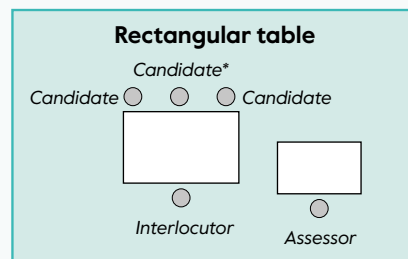 Rectangular table
Candidate*
Candidate
Candidate
Interlocutor
Assessor